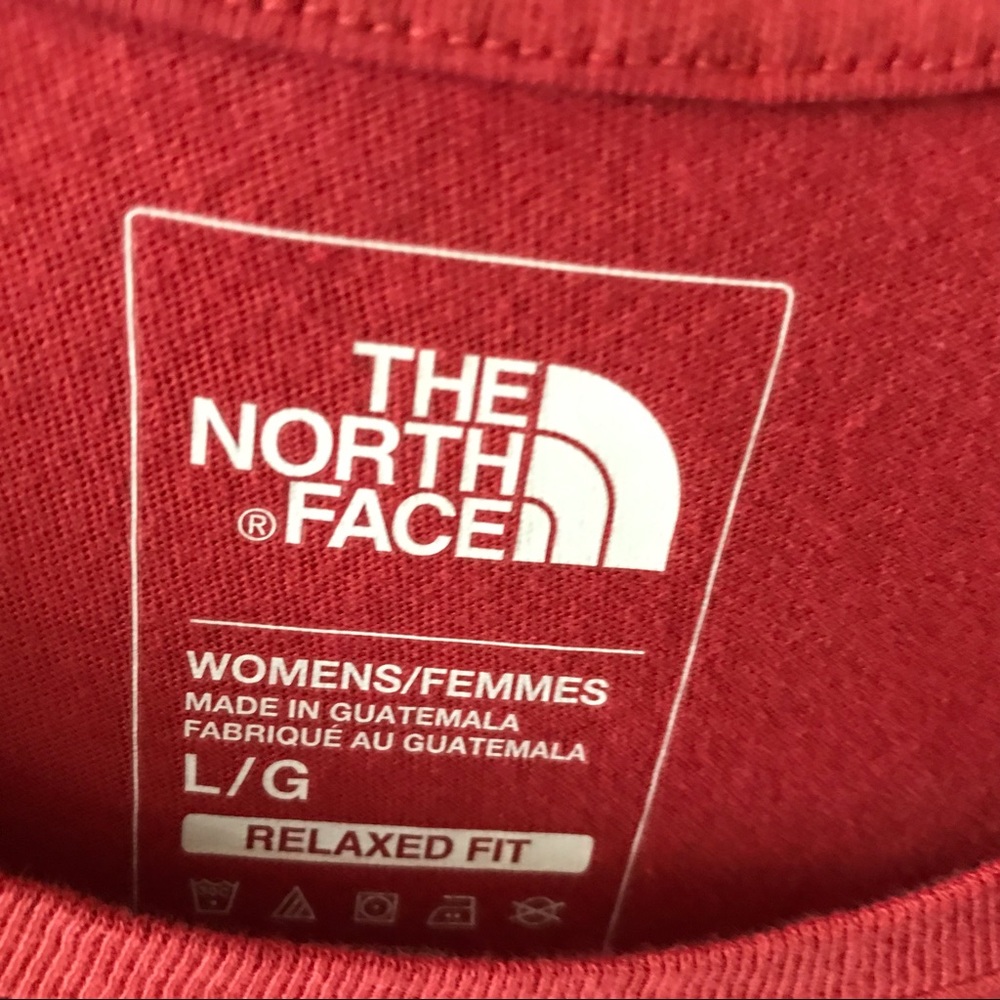 THE
NORTH
®FACE
WOMENS/FEMMES
MADE IN GUATEMALA
FABRIQUÉ AU GUATEMALA
L/G
RELAXED FIT